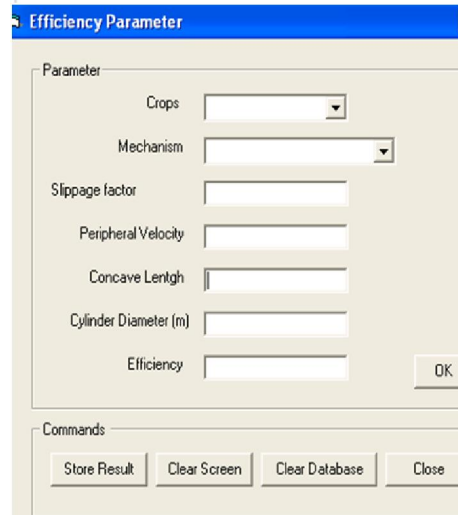 Efficiency Parameter
Parameter
Crops
Mechanism
Slippage factor
Peripheral Velocity
Concave Lentgh
Cylinder Diameter (m)
Efficiency
OK
Commands
Store Result Clear Screen Clear Database Close